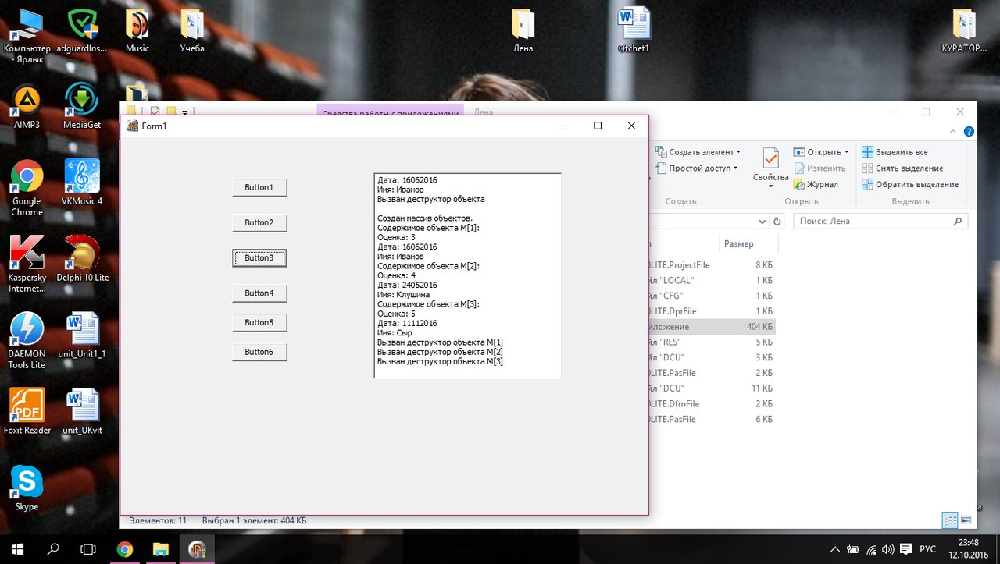 Компьютер - Ярлык
adguardIns...
Music
Учеба
Лена
Otchet1
КУРАТОР...
AIMP3
MediaGet
Google Chrome
VKMusic 4
Kaspersky Internet...
Delphi 10 Lite
DAEMON Tools Lite
unit_Unit1_1
Foxit Reader
unit_UKvit
Skype
Средства работы с приложениями
Лена
Form1
Button1
Button2
Button3
Button4
Button5
Button6
Дата: 16062016
Имя: Иванов
Вызван деструктор объекта
Создан массив объектов.
Содержимое объекта M[1]:
Оценка: 3
Дата: 16062016
Имя: Иванов
Содержимое объекта M[2]:
Оценка: 4
Дата: 24052016
Имя: Клушина
Содержимое объекта M[3]:
Оценка: 5
Дата: 11112016
Имя: Сыр
Вызван деструктор объекта M[1]
Вызван деструктор объекта M[2]
Вызван деструктор объекта M[3]
Создать элемент
Простой доступ
Создать
Свойства
Открыть
Изменить
Журнал
Открыть
Выделить все
Снять выделение
Обратить выделение
Выделить
Поиск: Лена
Размер
OLITE.ProjectFile 8 КБ
йл "LOCAL" 1 КБ
йл "CFG" 1 КБ
OLITE.DprFile 1 КБ
иложение 404 КБ
йл "RES" 5 КБ
йл "DCU" 3 КБ
OLITE.PasFile 2 КБ
йл "DCU" 11 КБ
OLITE.DfmFile 2 КБ
OLITE.PasFile 6 КБ
Элементов: 11 Выбран 1 элемент: 404 КБ
РУС
23:48
12.10.2016